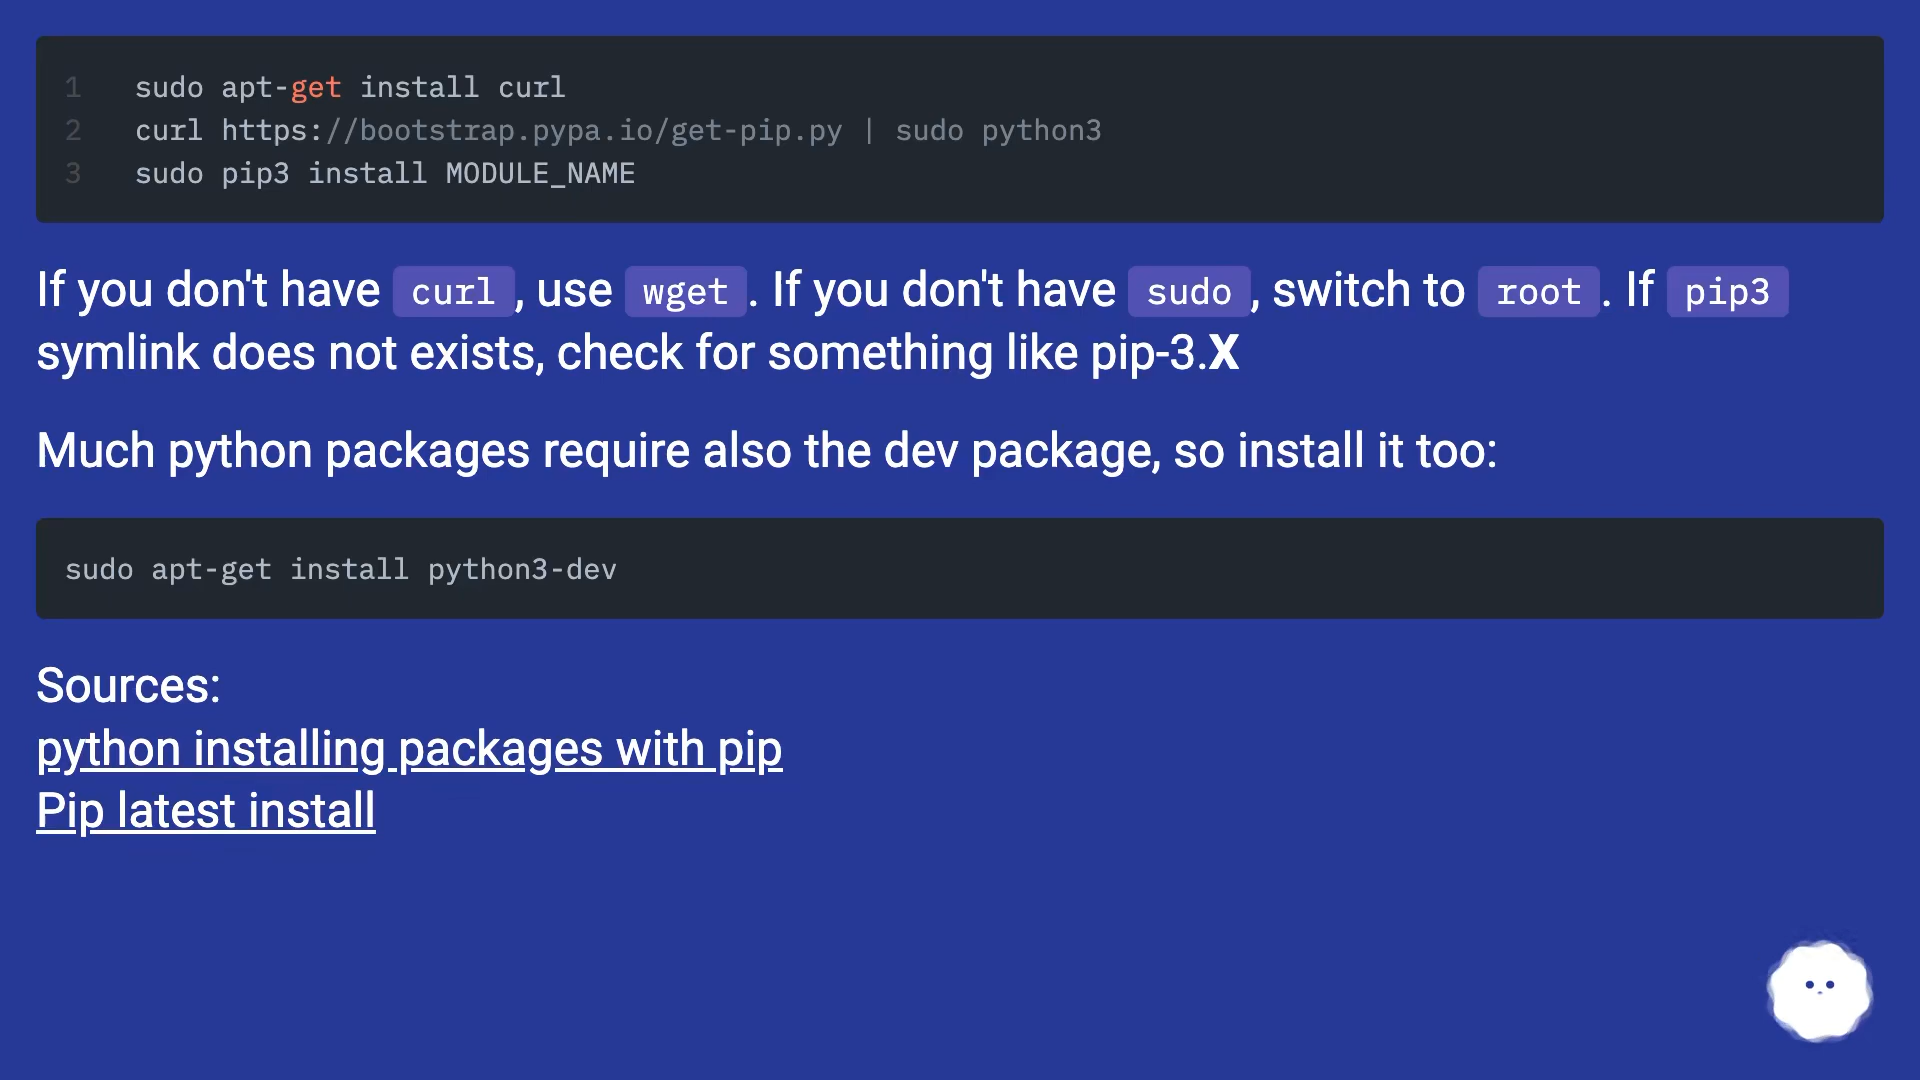 1 sudo apt-get install curl
2 curl https://bootstrap.pypa.io/get-pip.py | sudo python3
3 sudo pip3 install MODULE_NAME
If you don't have curl, use wget. If you don't have sudo, switch to root. If pip3
symlink does not exists, check for something like pip-3.X
Much python packages require also the dev package, so install it too:
sudo apt-get install python3-dev
Sources:
python installing packages with pip
Pip latest install